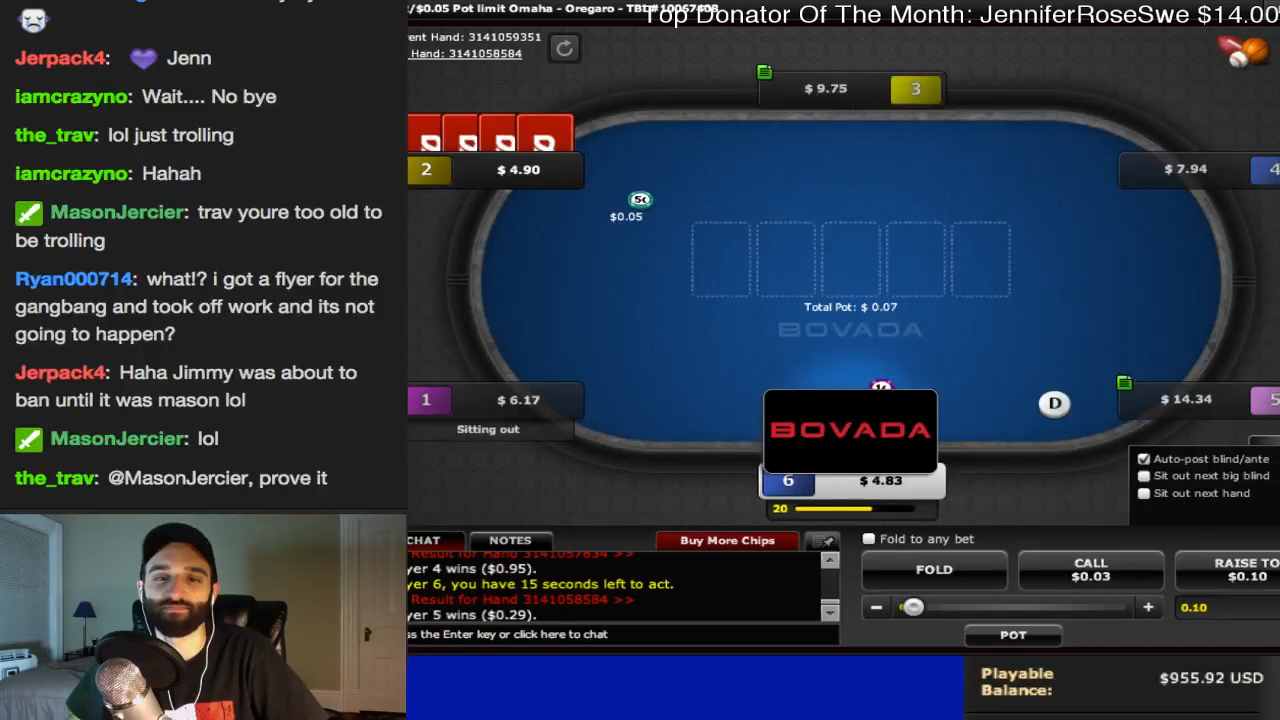 Jerpack4: Jenn
iamcrazyno: Wait.... No bye
the_trav: lol just trolling
iamcrazyno: Hahah
MasonJercier: trav youre too old to
be trolling
Ryan000714: what!? i got a flyer for the
gangbang and took off work and its not
going to happen?
Jerpack4: Haha Jimmy was about to
ban until it was mason lol
MasonJercier: lol
the_trav: @MasonJercier, prove it
/$0.05 Pot limit Omaha - Oregaro - TBL#10067408
Top Donator Of The Month: JenniferRoseSwe $14.00
ent Hand: 3141059351
Hand: 3141058584
$ 9.75 3
2 $ 4.90
$ 7.94 4
5¢
$0.05
Total Pot: $ 0.07
BOVADA
1 $ 6.17
Sitting out
D
$ 14.34 5
BOVADA
6 $ 4.83
20
Auto-post blind/ante
Sit out next big blind
Sit out next hand
CHAT NOTES Buy More Chips
Result for Hand 3141057834 >>
yer 4 wins ($0.95).
yer 6, you have 15 seconds left to act.
Result for Hand 3141058584 >>
yer 5 wins ($0.29).
ss the Enter key or click here to chat
Fold to any bet
FOLD
CALL
$0.03
RAISE TO
$0.10
- + 0.10
POT
Playable
Balance:
$955.92 USD